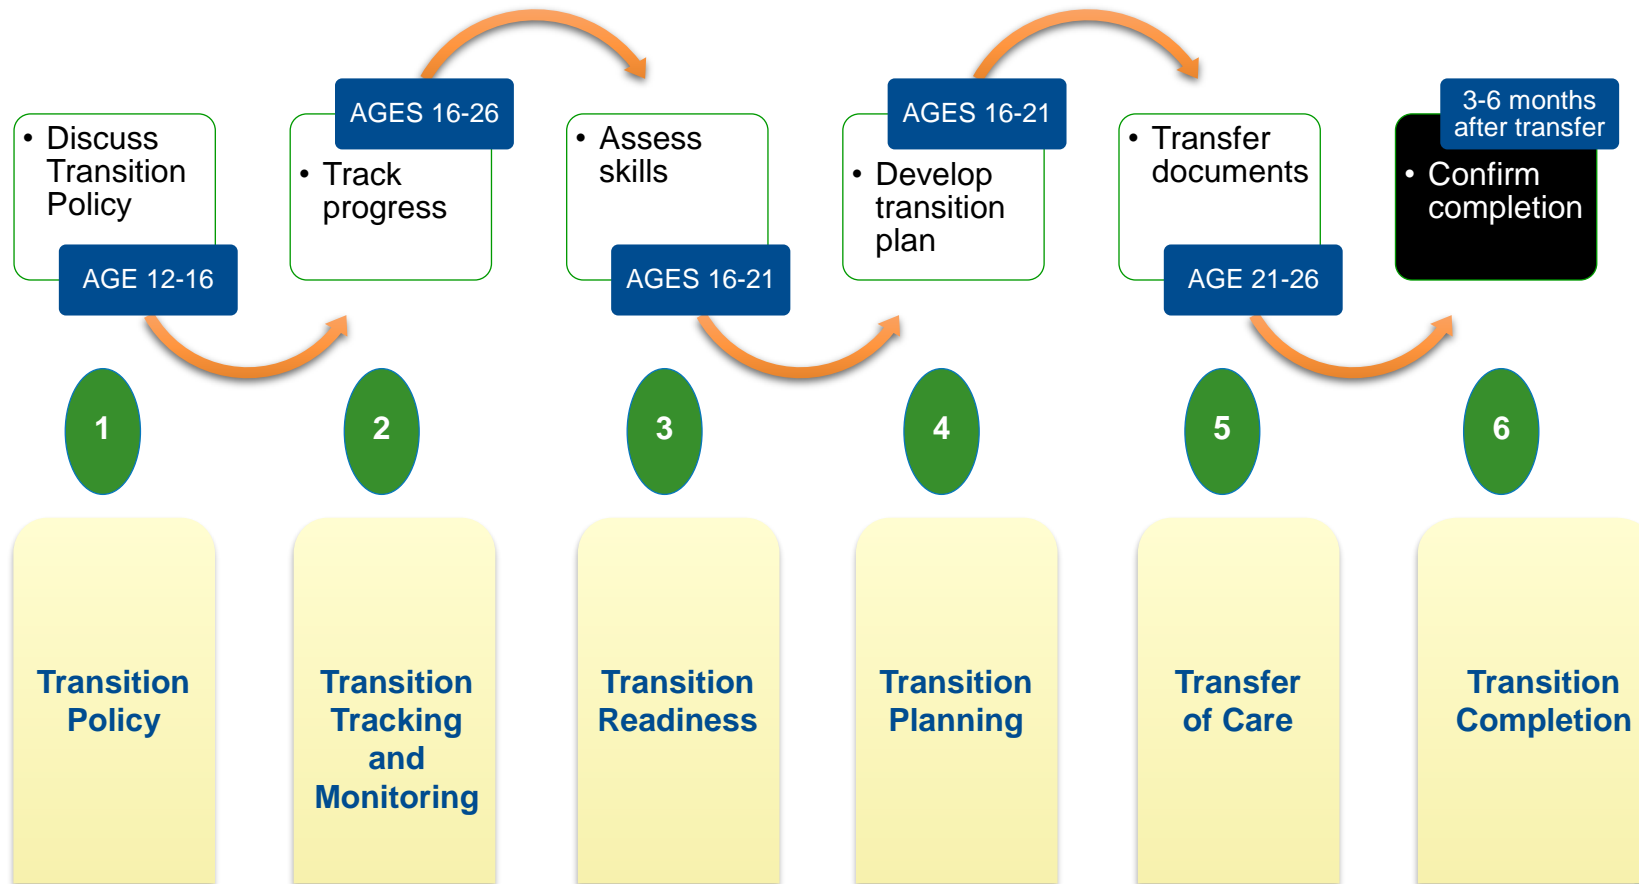 • Discuss
Transition
Policy
AGE 12-16
AGES 16-26
• Track
progress
• Assess
skills
AGES 16-21
AGES 16-21
• Develop
transition
plan
• Transfer
documents
AGE 21-26
3-6 months
after transfer
• Confirm
completion
1
2
3
4
5
6
Transition
Policy
Transition
Tracking
and
Monitoring
Transition
Readiness
Transition
Planning
Transfer
of Care
Transition
Completion